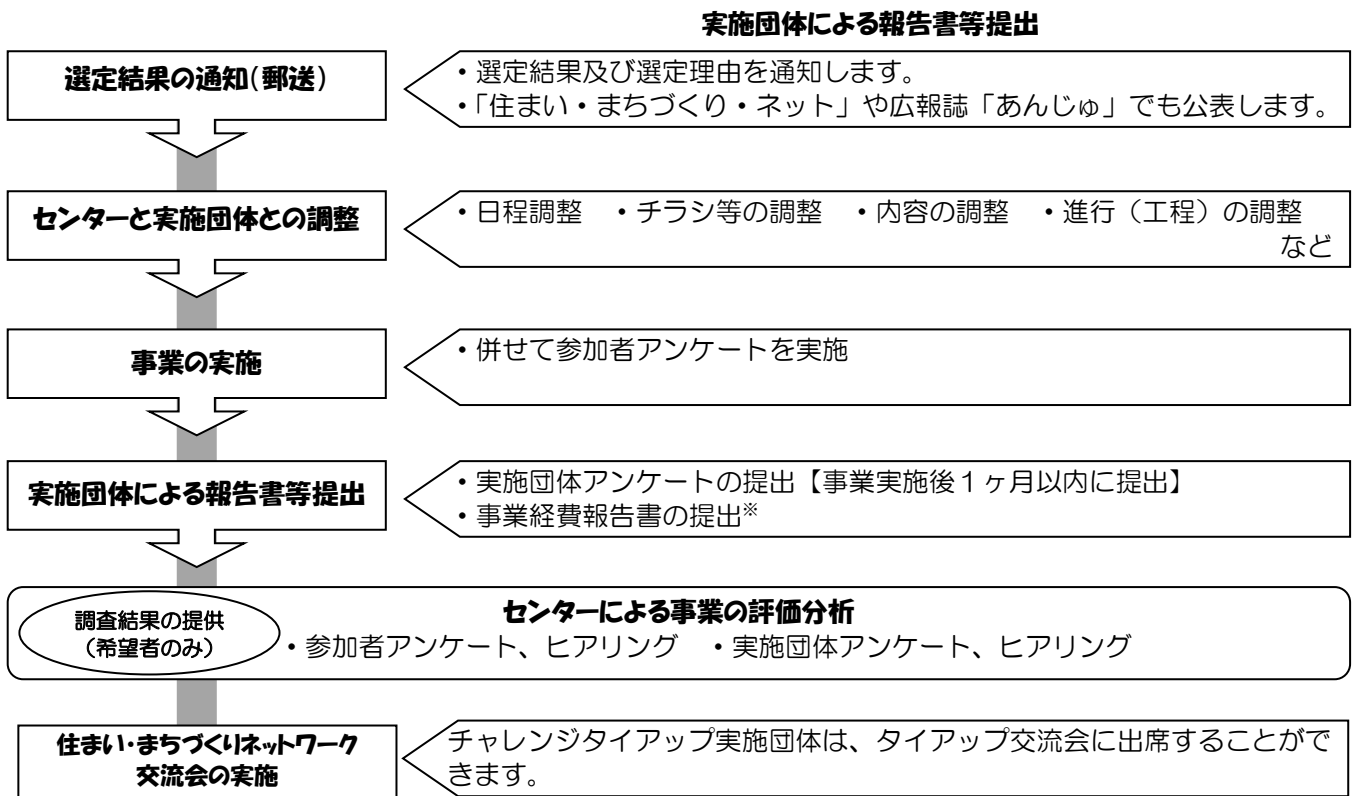 実施団体による報告書等提出
選定結果の通知(郵送)
・選定結果及び選定理由を通知します。
・「住まい・まちづくり・ネット」や広報誌「あんじゅ」でも公表します。
センターと実施団体との調整
・日程調整　・チラシ等の調整　・内容の調整　・進行（工程）の調整
など
事業の実施
・併せて参加者アンケートを実施
実施団体による報告書等提出
・実施団体アンケートの提出【事業実施後１ヶ月以内に提出】
・事業経費報告書の提出※
センターによる事業の評価分析
調査結果の提供
（希望者のみ）
・参加者アンケート、ヒアリング　・実施団体アンケート、ヒアリング
住まい・まちづくりネットワーク
交流会の実施
チャレンジタイアップ実施団体は、タイアップ交流会に出席することがで
きます。